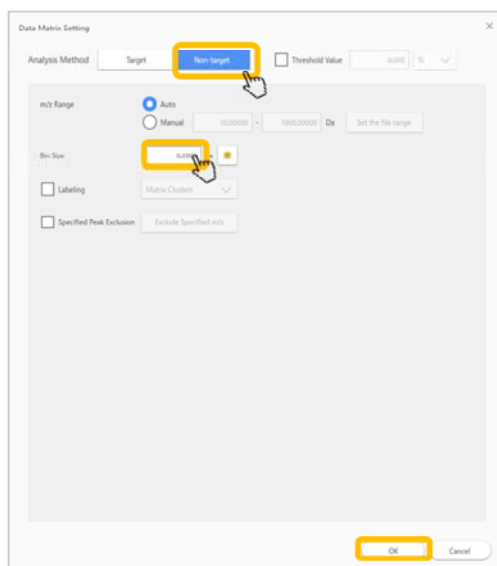 Data Matrix Setting
Analysis Method Target Non-target Threshold Value 0.000 %
m/z Range Auto
Manual 10.00000 - 1000.00000 Da Set the file range
Bin Size
Labeling Matrix Clusters
Specified Peak Exclusion Exclude Specified m/z
OK Cancel